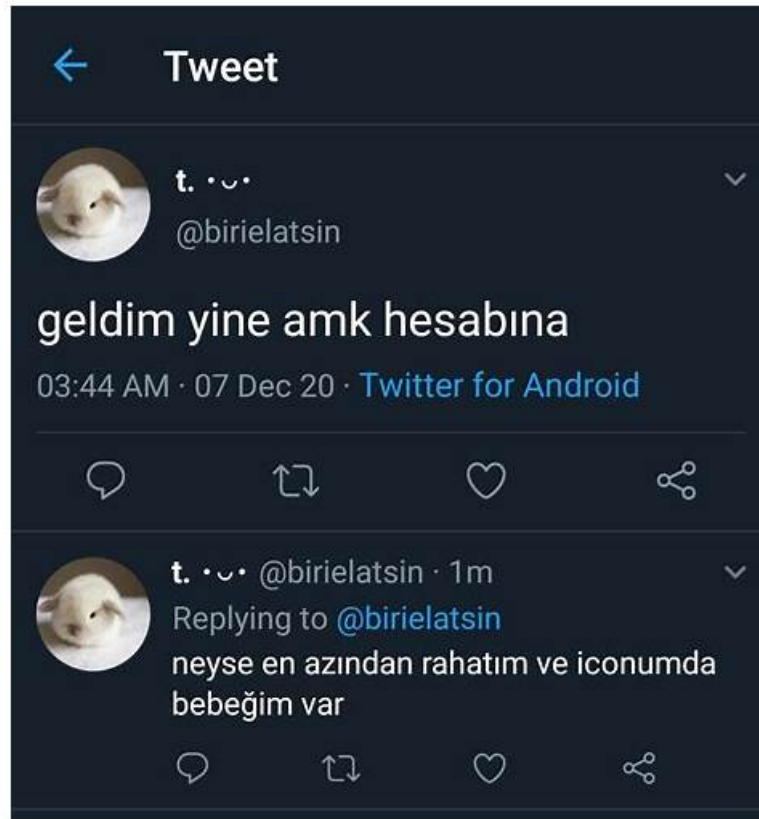 Tweet
t. •ᴗ•
@birielatsin
geldim yine amk hesabına
03:44 AM · 07 Dec 20 · Twitter for Android
t. •ᴗ• @birielatsin · 1m
Replying to @birielatsin
neyse en azından rahatım ve iconumda
bebeğim var